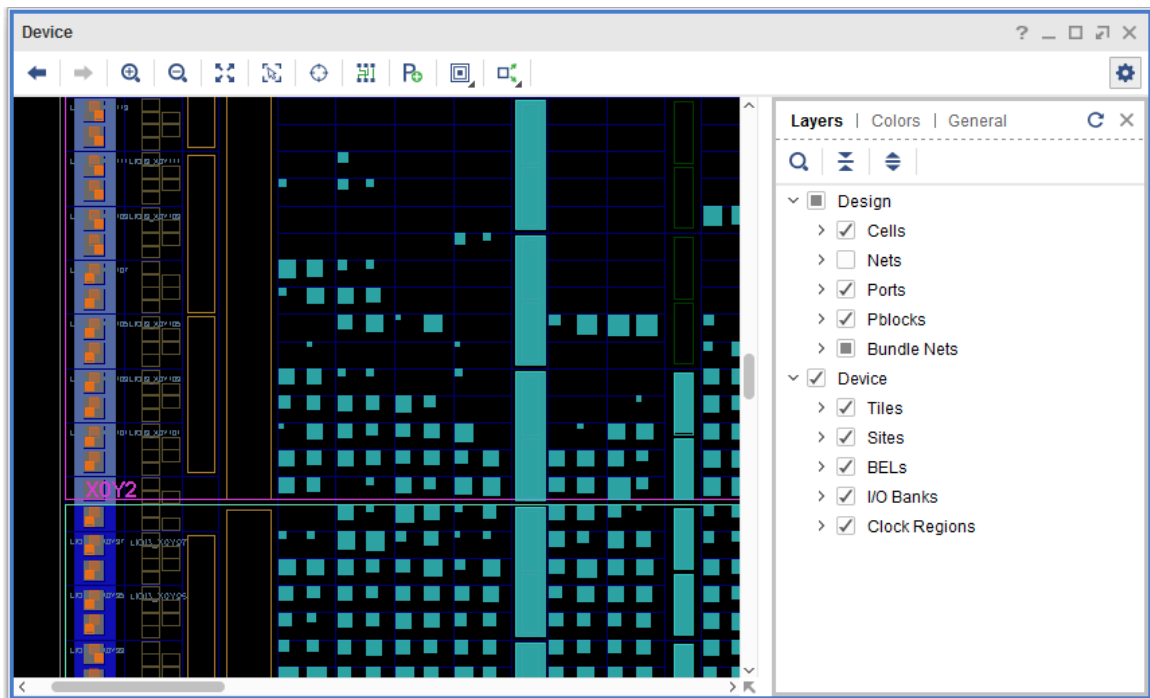 Device
?
Layers | Colors | General
Design
Cells
Nets
Ports
Pblocks
Bundle Nets
Device
Tiles
Sites
BELs
I/O Banks
Clock Regions
X0Y2